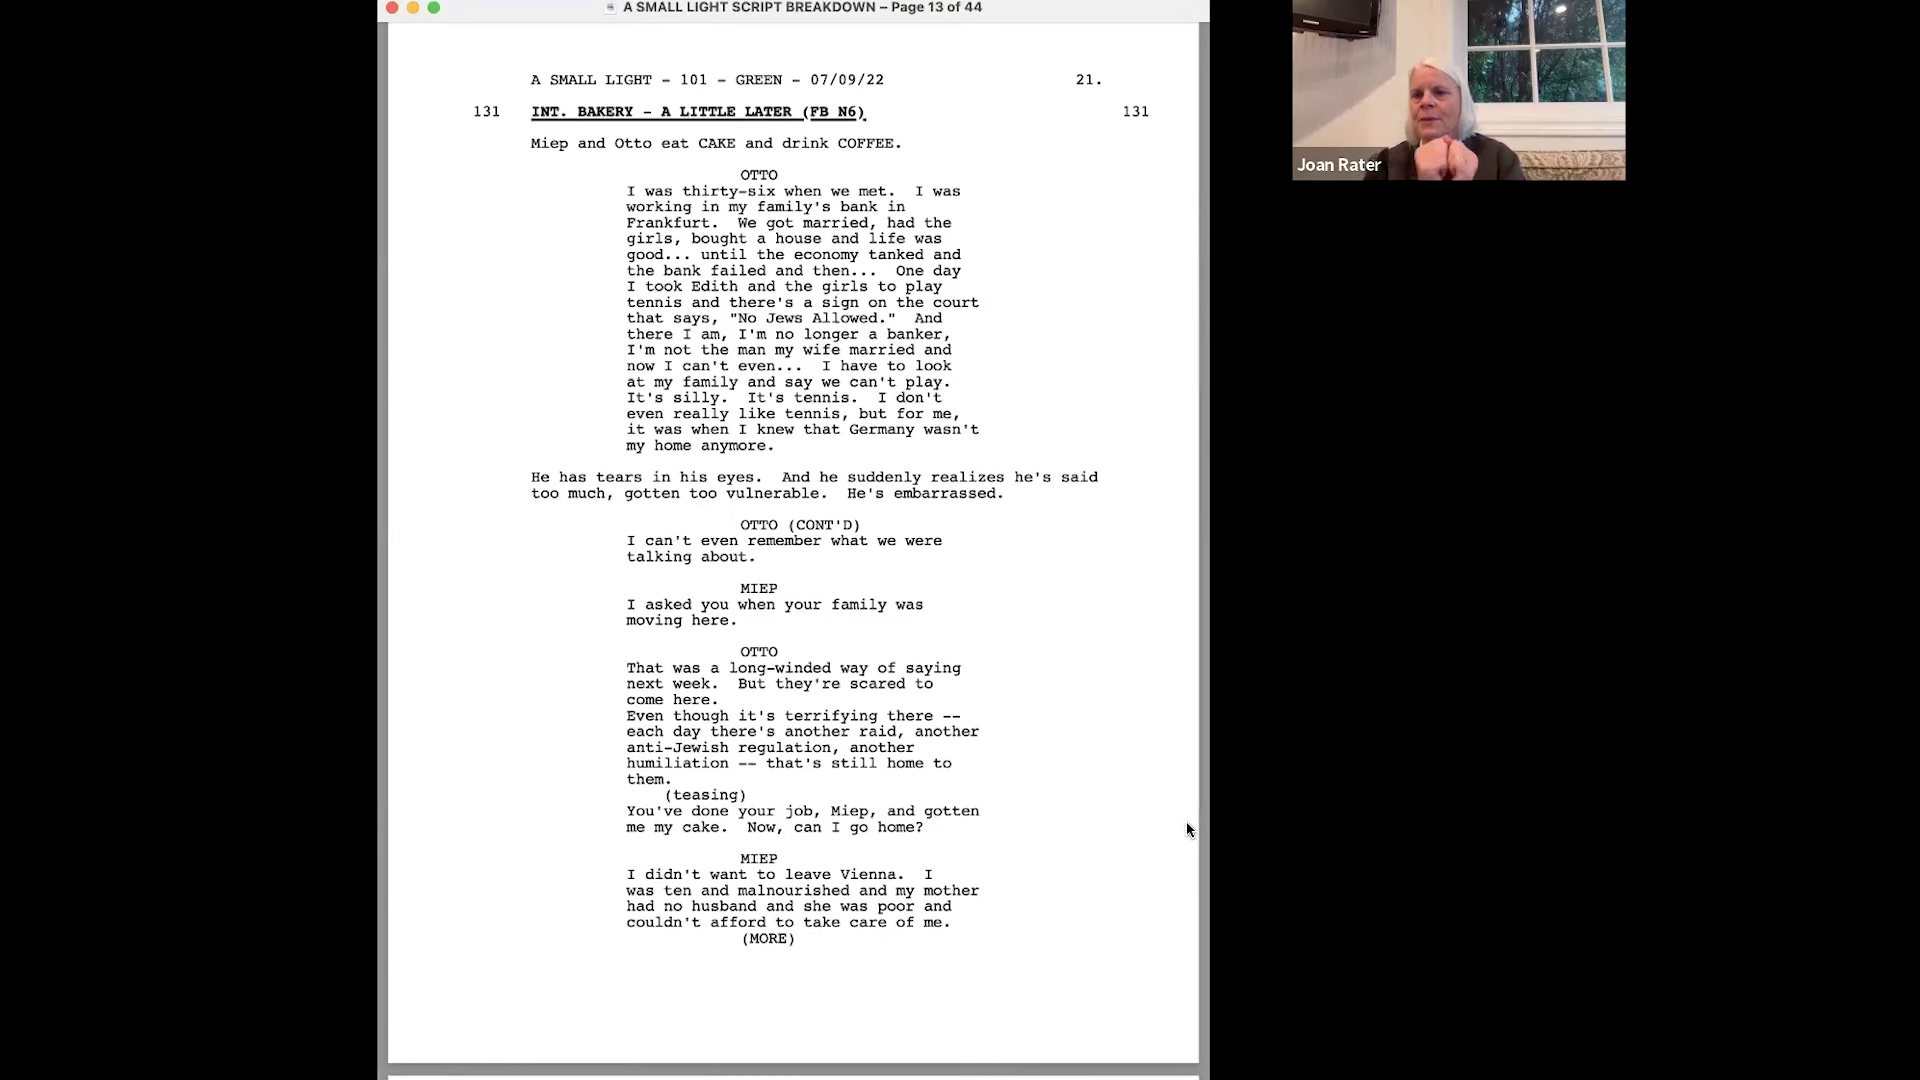 A SMALL LIGHT SCRIPT BREAKDOWN – Page 13 of 44
A SMALL LIGHT - 101 - GREEN - 07/09/22 21.
131 INT. BAKERY - A LITTLE LATER (FB N6) 131
Miep and Otto eat CAKE and drink COFFEE.
OTTO
I was thirty-six when we met. I was
working in my family's bank in
Frankfurt. We got married, had the
girls, bought a house and life was
good... until the economy tanked and
the bank failed and then... One day
I took Edith and the girls to play
tennis and there's a sign on the court
that says, "No Jews Allowed." And
there I am, I'm no longer a banker,
I'm not the man my wife married and
now I can't even... I have to look
at my family and say we can't play.
It's silly. It's tennis. I don't
even really like tennis, but for me,
it was when I knew that Germany wasn't
my home anymore.
He has tears in his eyes. And he suddenly realizes he's said
too much, gotten too vulnerable. He's embarrassed.
OTTO (CONT'D)
I can't even remember what we were
talking about.
MIEP
I asked you when your family was
moving here.
OTTO
That was a long-winded way of saying
next week. But they're scared to
come here.
Even though it's terrifying there --
each day there's another raid, another
anti-Jewish regulation, another
humiliation -- that's still home to
them.
(teasing)
You've done your job, Miep, and gotten
me my cake. Now, can I go home?
MIEP
I didn't want to leave Vienna. I
was ten and malnourished and my mother
had no husband and she was poor and
couldn't afford to take care of me.
(MORE)
Joan Rater